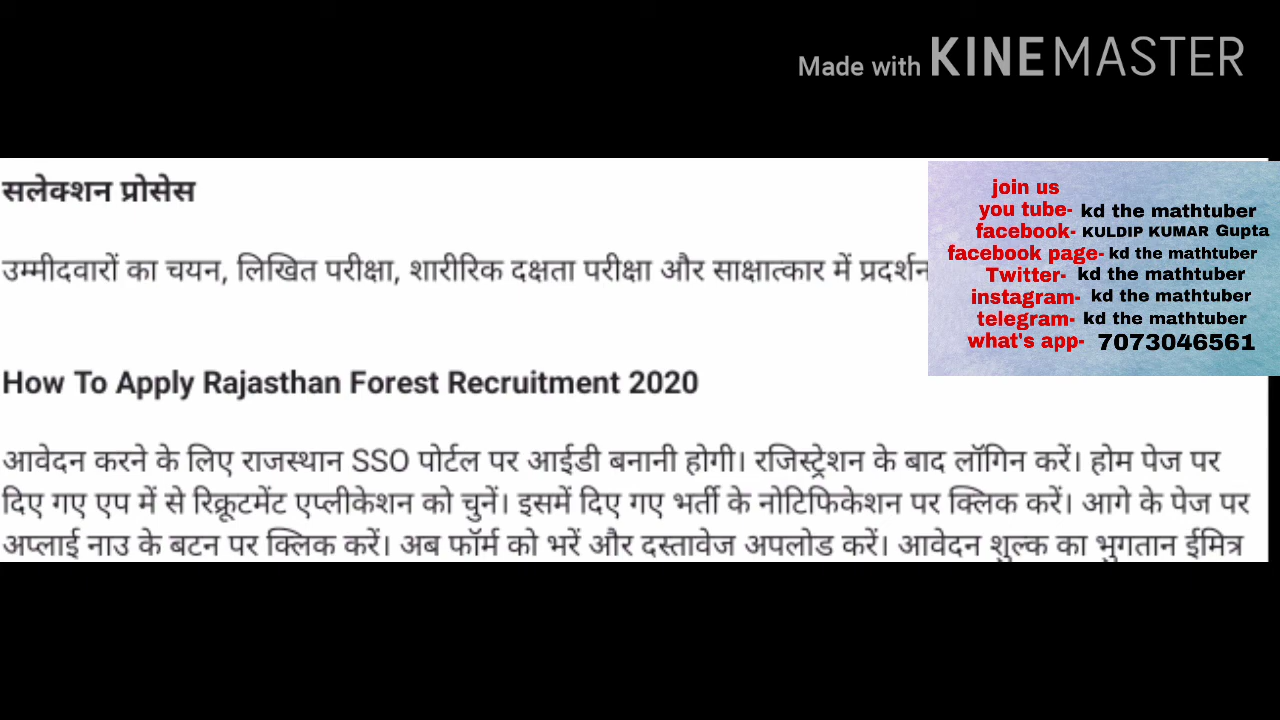 Made with KINEMASTER
सलेक्शन प्रोसेस
उम्मीदवारों का चयन, लिखित परीक्षा, शारीरिक दक्षता परीक्षा और साक्षात्कार में प्रदर्शन
join us
you tube- kd the mathtuber
facebook- KULDIP KUMAR Gupta
facebook page- kd the mathtuber
Twitter- kd the mathtuber
instagram- kd the mathtuber
telegram- kd the mathtuber
what's app- 7073046561
How To Apply Rajasthan Forest Recruitment 2020
आवेदन करने के लिए राजस्थान SSO पोर्टल पर आईडी बनानी होगी। रजिस्ट्रेशन के बाद लॉगिन करें। होम पेज पर
दिए गए एप में से रिक्रूटमेंट एप्लीकेशन को चुनें। इसमें दिए गए भर्ती के नोटिफिकेशन पर क्लिक करें। आगे के पेज पर
अप्लाई नाउ के बटन पर क्लिक करें। अब फॉर्म को भरें और दस्तावेज अपलोड करें। आवेदन शुल्क का भुगतान ईमित्र